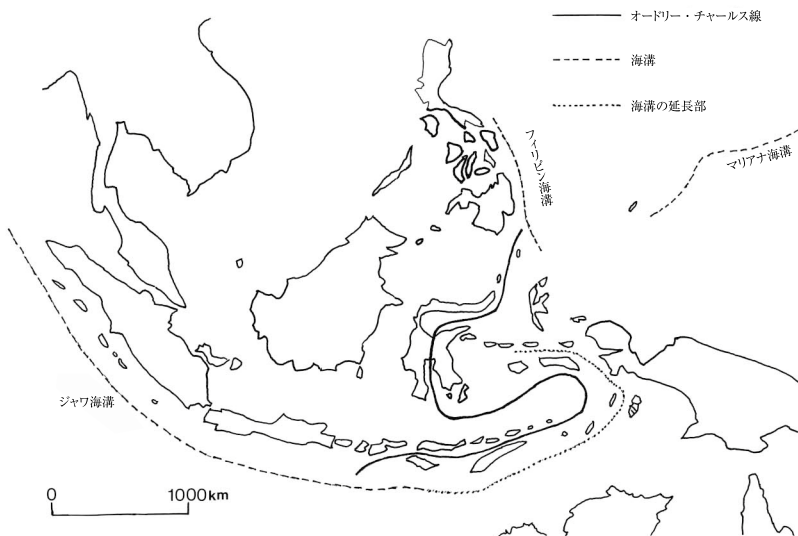 オードリー・チャールス線
海溝
海溝の延長部
フィリピン海溝
マリアナ海溝
ジャワ海溝
0 1000km